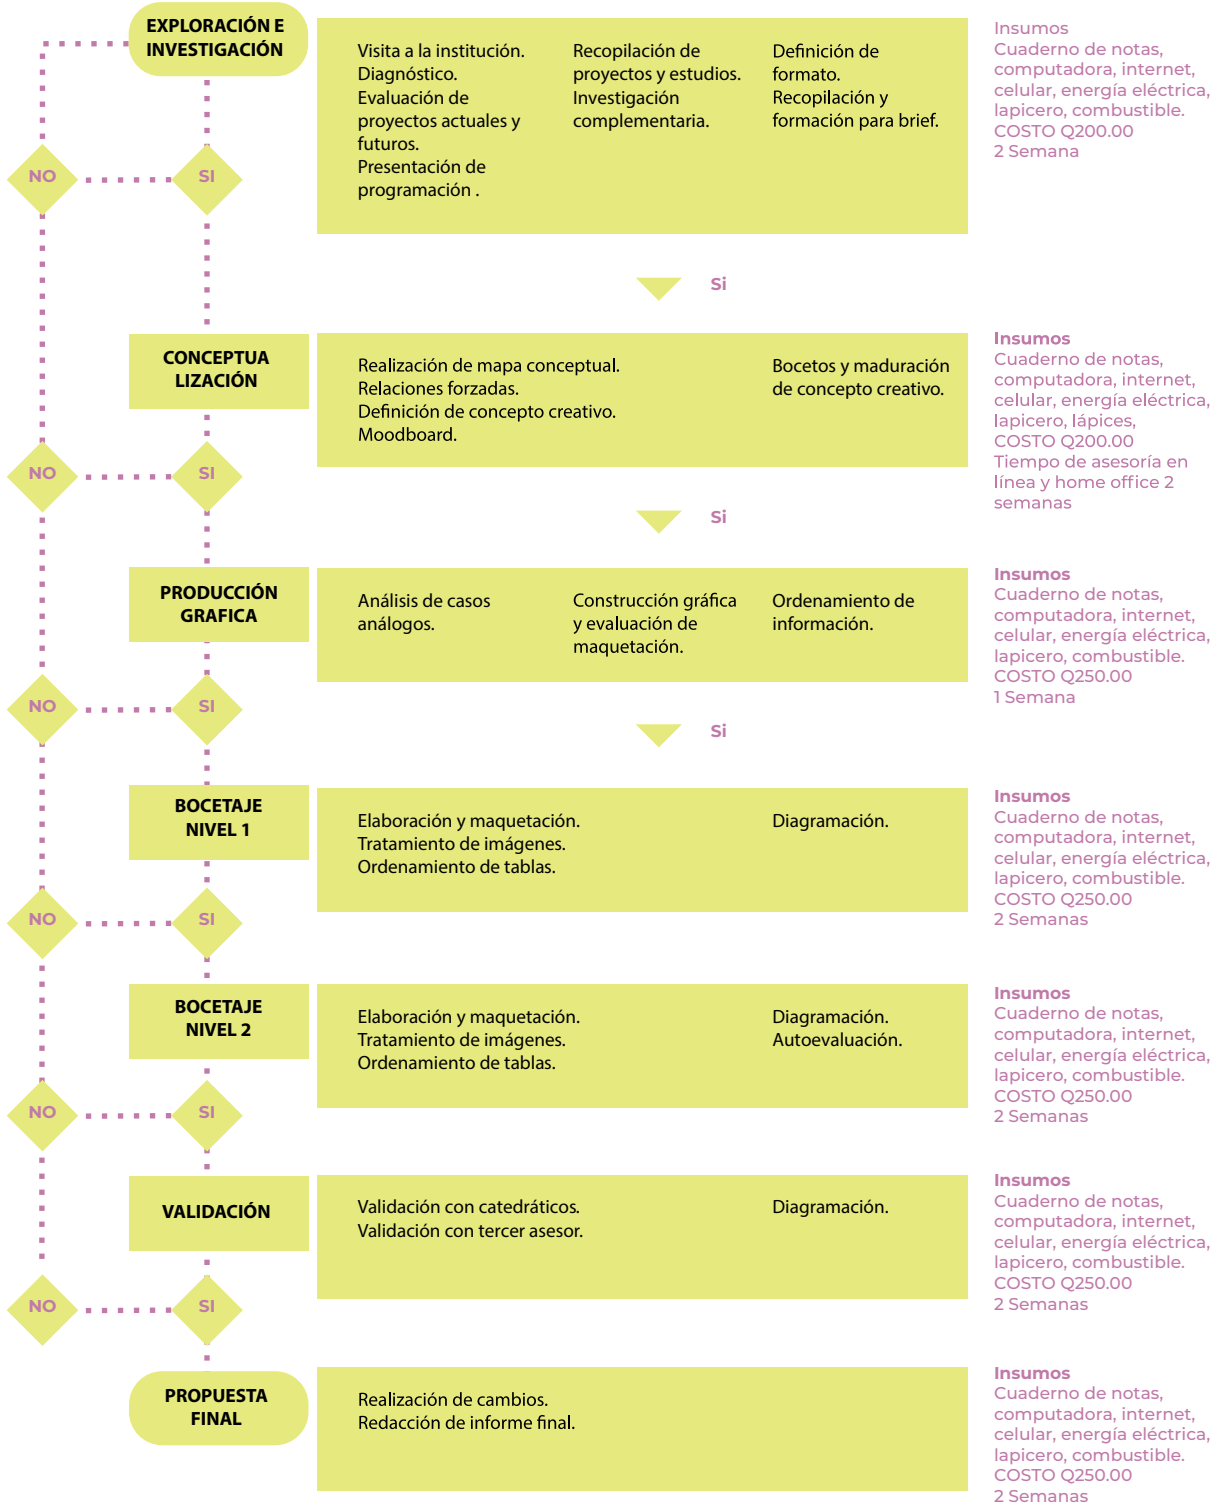 EXPLORACIÓN E
INVESTIGACIÓN
Visita a la institución.
Diagnóstico.
Evaluación de
proyectos actuales y
futuros.
Presentación de
programación .
Recopilación de
proyectos y estudios.
Investigación
complementaria.
Definición de
formato.
Recopilación y
formación para brief.
Insumos
Cuaderno de notas,
computadora, internet,
celular, energía eléctrica,
lapicero, combustible.
COSTO Q200.00
2 Semana
NO
SI
Si
CONCEPTUA
LIZACIÓN
Realización de mapa conceptual.
Relaciones forzadas.
Definición de concepto creativo.
Moodboard.
Bocetos y maduración
de concepto creativo.
Insumos
Cuaderno de notas,
computadora, internet,
celular, energía eléctrica,
lapicero, lápices,
COSTO Q200.00
Tiempo de asesoría en
línea y home office 2
semanas
NO
SI
Si
PRODUCCIÓN
GRAFICA
Análisis de casos
análogos.
Construcción gráfica
y evaluación de
maquetación.
Ordenamiento de
información.
Insumos
Cuaderno de notas,
computadora, internet,
celular, energía eléctrica,
lapicero, combustible.
COSTO Q250.00
1 Semana
NO
SI
Si
BOCETAJE
NIVEL 1
Elaboración y maquetación.
Tratamiento de imágenes.
Ordenamiento de tablas.
Diagramación.
Insumos
Cuaderno de notas,
computadora, internet,
celular, energía eléctrica,
lapicero, combustible.
COSTO Q250.00
2 Semanas
NO
SI
BOCETAJE
NIVEL 2
Elaboración y maquetación.
Tratamiento de imágenes.
Ordenamiento de tablas.
Diagramación.
Autoevaluación.
Insumos
Cuaderno de notas,
computadora, internet,
celular, energía eléctrica,
lapicero, combustible.
COSTO Q250.00
2 Semanas
NO
SI
VALIDACIÓN
Validación con catedráticos.
Validación con tercer asesor.
Diagramación.
Insumos
Cuaderno de notas,
computadora, internet,
celular, energía eléctrica,
lapicero, combustible.
COSTO Q250.00
2 Semanas
NO
SI
PROPUESTA
FINAL
Realización de cambios.
Redacción de informe final.
Insumos
Cuaderno de notas,
computadora, internet,
celular, energía eléctrica,
lapicero, combustible.
COSTO Q250.00
2 Semanas